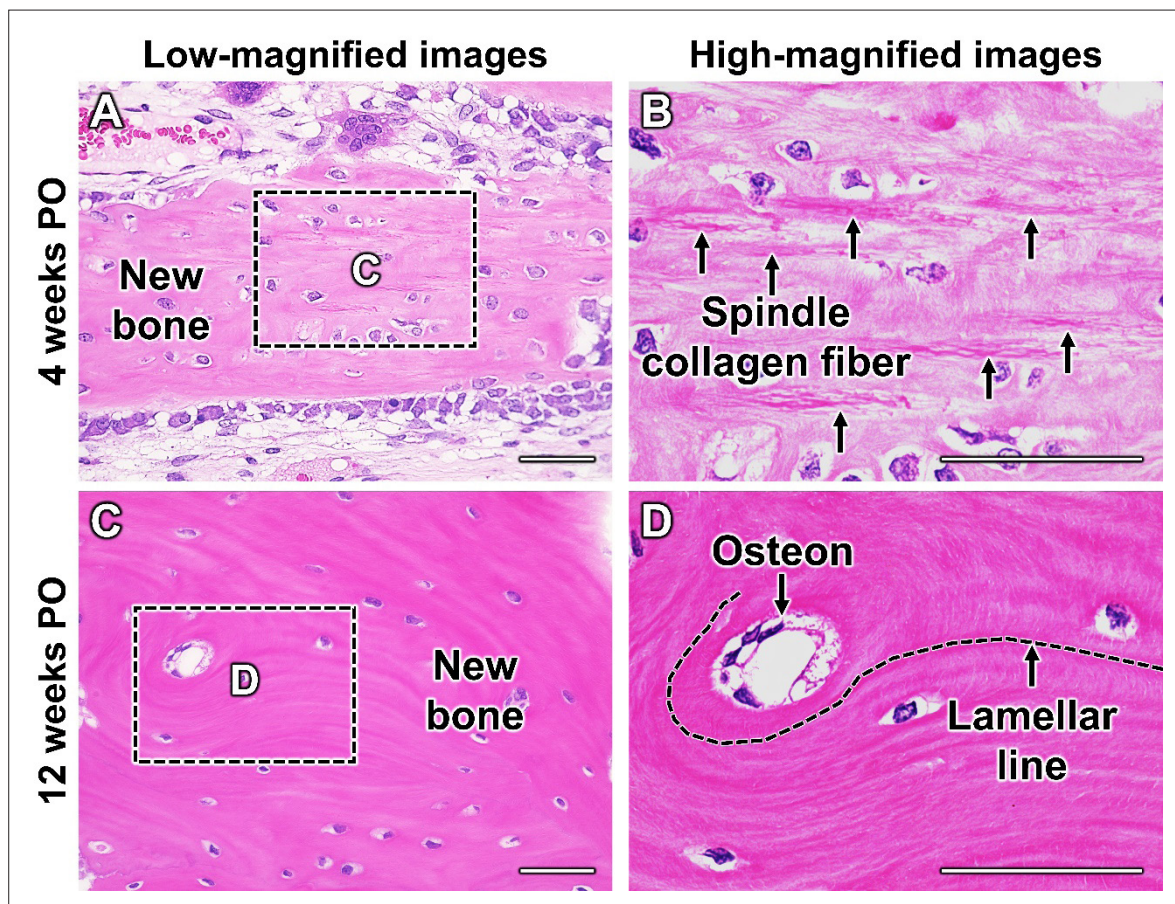 Low-magnified images
High-magnified images
4 weeks PO
A
New
bone
C
B
Spindle
collagen fiber
12 weeks PO
C
D
New
bone
D
Osteon
Lamellar
line